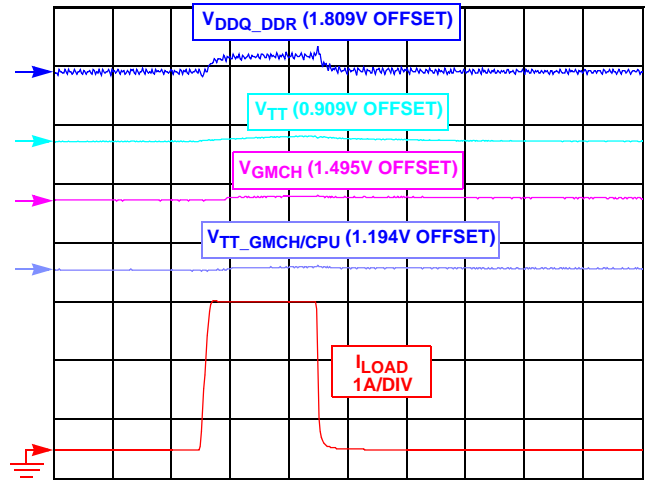 VDDQ_DDR (1.809V OFFSET)
VTT (0.909V OFFSET)
VGMCH (1.495V OFFSET)
VTT_GMCH/CPU (1.194V OFFSET)
ILOAD
1A/DIV